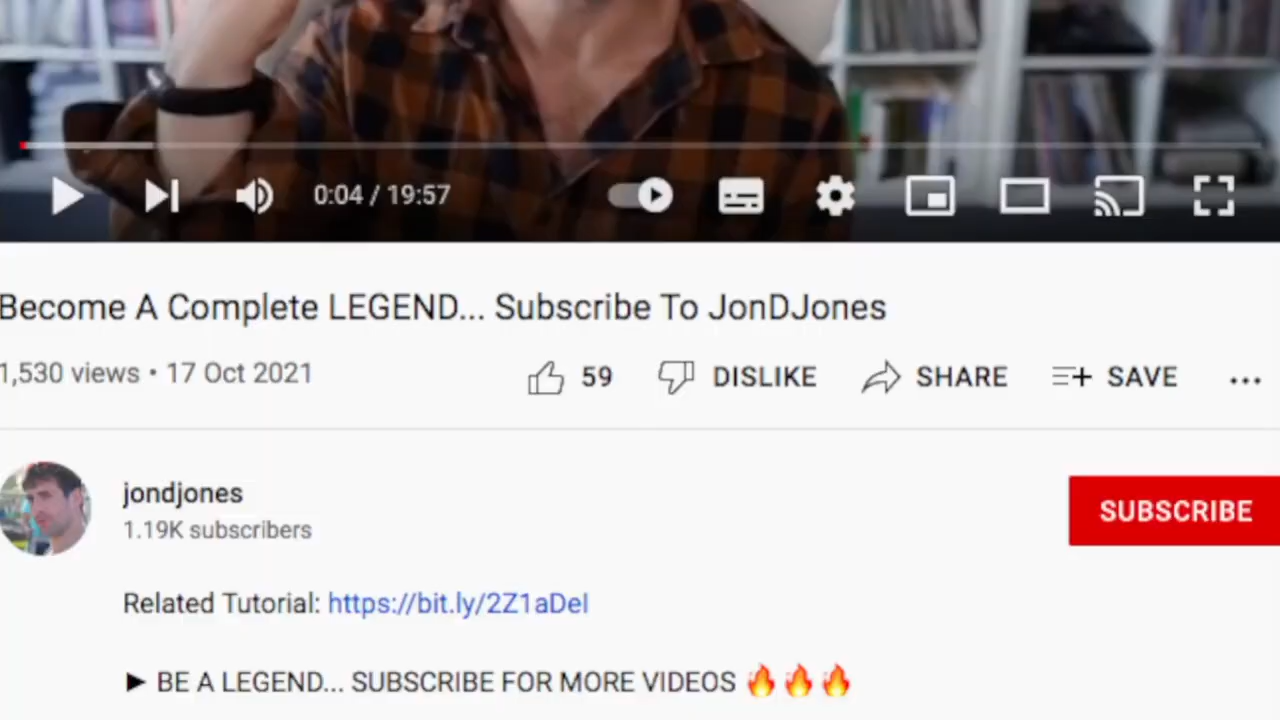 0:04 / 19:57
Become A Complete LEGEND... Subscribe To JonDJones
1,530 views • 17 Oct 2021
59 DISLIKE SHARE SAVE
jondjones
1.19K subscribers
SUBSCRIBE
Related Tutorial: https://bit.ly/2Z1aDeI
► BE A LEGEND... SUBSCRIBE FOR MORE VIDEOS 🔥🔥🔥